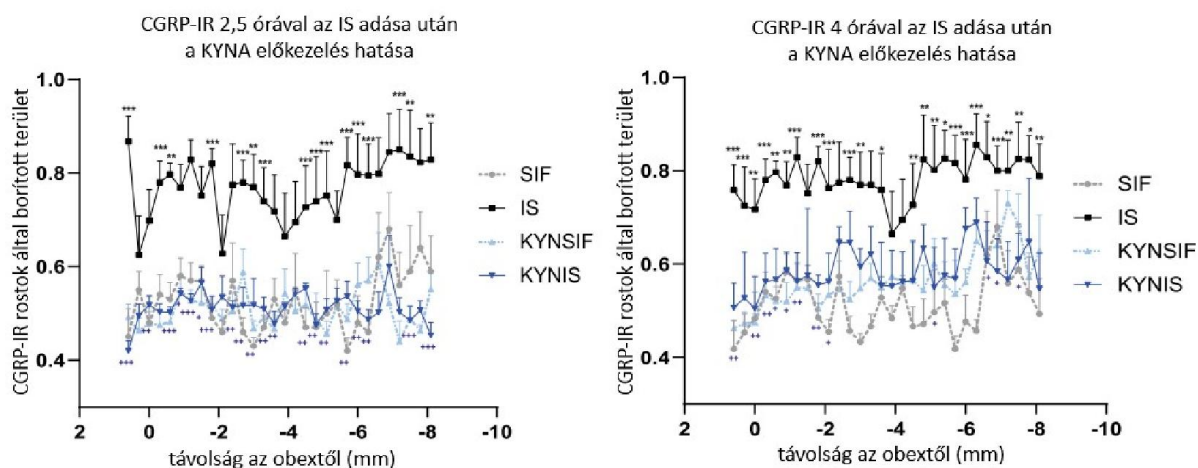 CGRP-IR 2,5 órával az IS adása után
a KYNA előkezelés hatása
CGRP-IR rostok által borított terület
1.0
0.8
0.6
0.4
2
0
-2
-4
-6
-8
-10
távolság az obextől (mm)
SIF
IS
KYNSIF
KYNIS
CGRP-IR 4 órával az IS adása után
a KYNA előkezelés hatása
CGRP-IR rostok által borított terület
1.0
0.8
0.6
0.4
2
0
-2
-4
-6
-8
-10
távolság az obextől (mm)
SIF
IS
KYNSIF
KYNIS